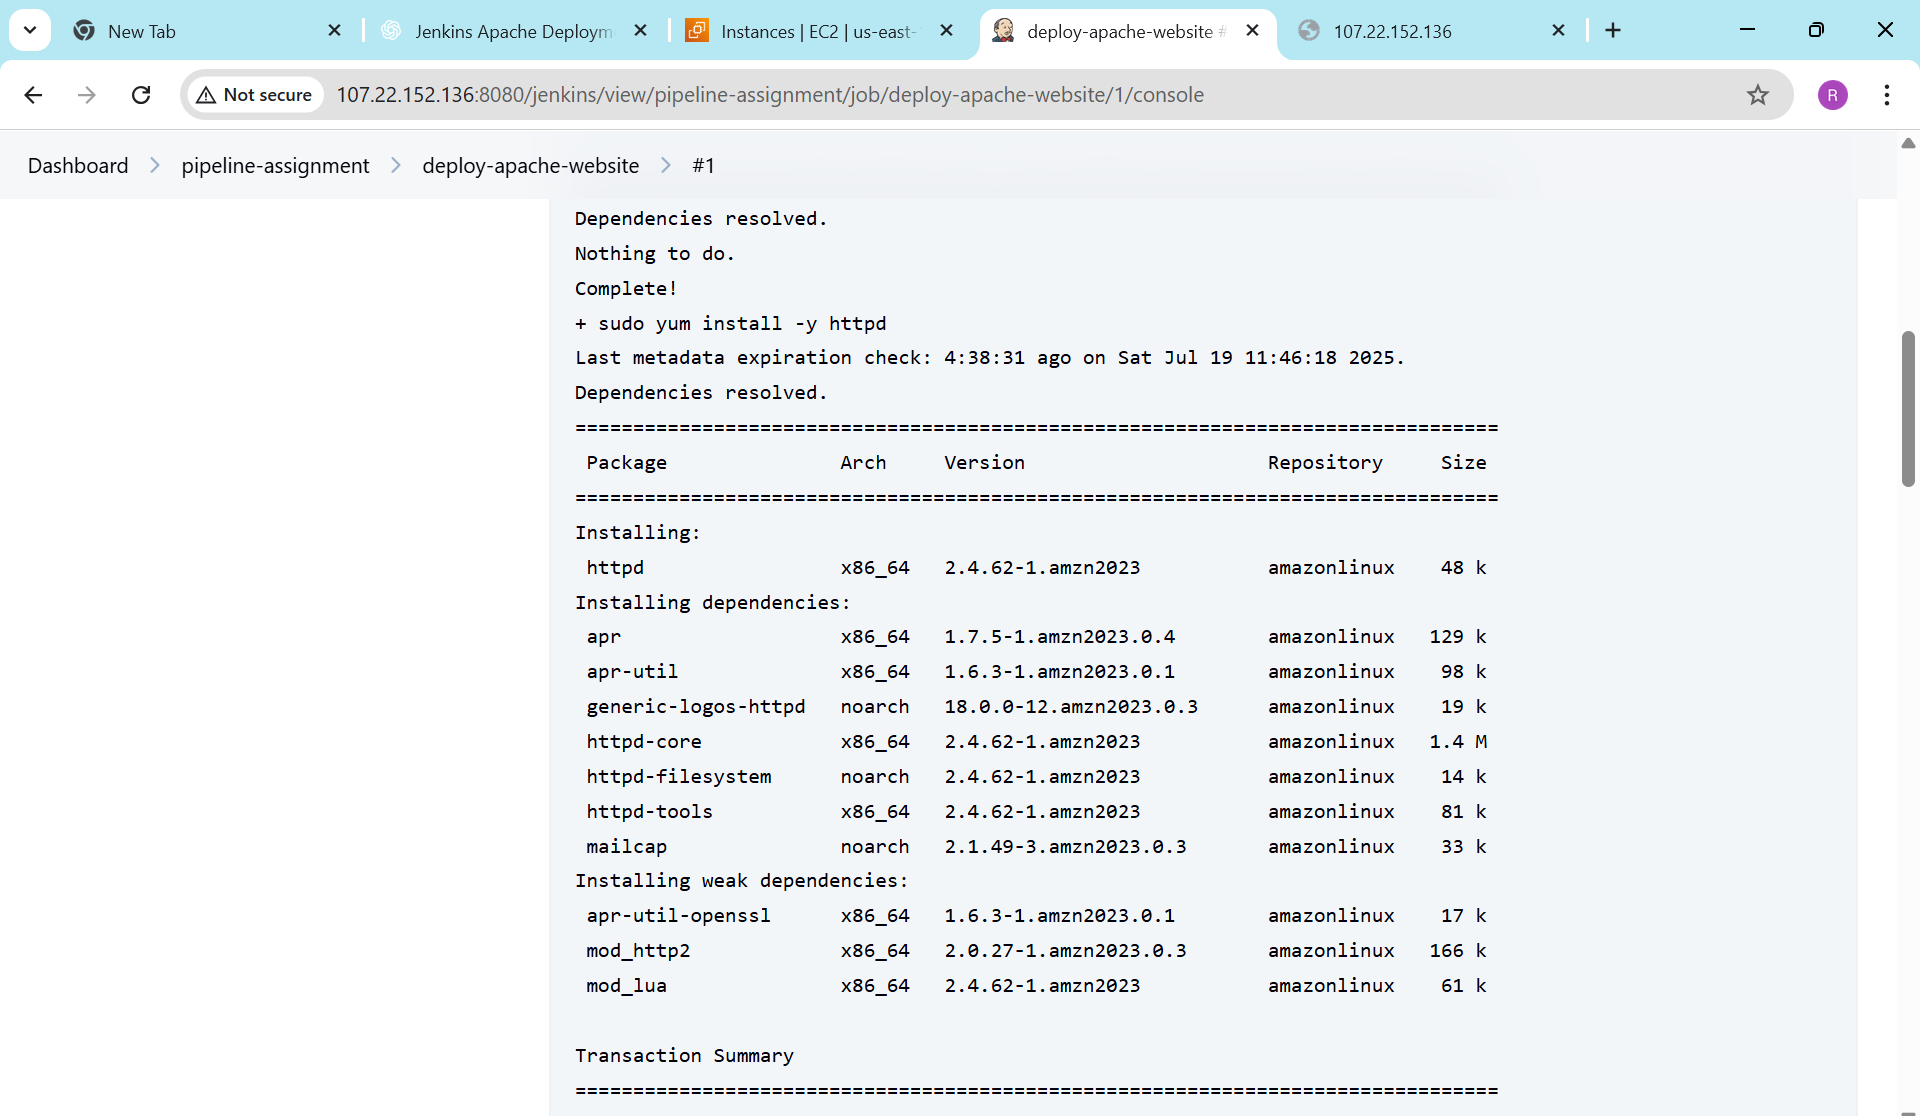 New Tab
Jenkins Apache Deploym
Instances | EC2 | us-east-
deploy-apache-website #
107.22.152.136
Not secure
107.22.152.136:8080/jenkins/view/pipeline-assignment/job/deploy-apache-website/1/console
R
Dashboard > pipeline-assignment > deploy-apache-website > #1
Dependencies resolved.
Nothing to do.
Complete!
+ sudo yum install -y httpd
Last metadata expiration check: 4:38:31 ago on Sat Jul 19 11:46:18 2025.
Dependencies resolved.
================================================================================
Package Arch Version Repository Size
================================================================================
Installing:
httpd x86_64 2.4.62-1.amzn2023 amazonlinux 48 k
Installing dependencies:
apr x86_64 1.7.5-1.amzn2023.0.4 amazonlinux 129 k
apr-util x86_64 1.6.3-1.amzn2023.0.1 amazonlinux 98 k
generic-logos-httpd noarch 18.0.0-12.amzn2023.0.3 amazonlinux 19 k
httpd-core x86_64 2.4.62-1.amzn2023 amazonlinux 1.4 M
httpd-filesystem noarch 2.4.62-1.amzn2023 amazonlinux 14 k
httpd-tools x86_64 2.4.62-1.amzn2023 amazonlinux 81 k
mailcap noarch 2.1.49-3.amzn2023.0.3 amazonlinux 33 k
Installing weak dependencies:
apr-util-openssl x86_64 1.6.3-1.amzn2023.0.1 amazonlinux 17 k
mod_http2 x86_64 2.0.27-1.amzn2023.0.3 amazonlinux 166 k
mod_lua x86_64 2.4.62-1.amzn2023 amazonlinux 61 k
Transaction Summary
================================================================================